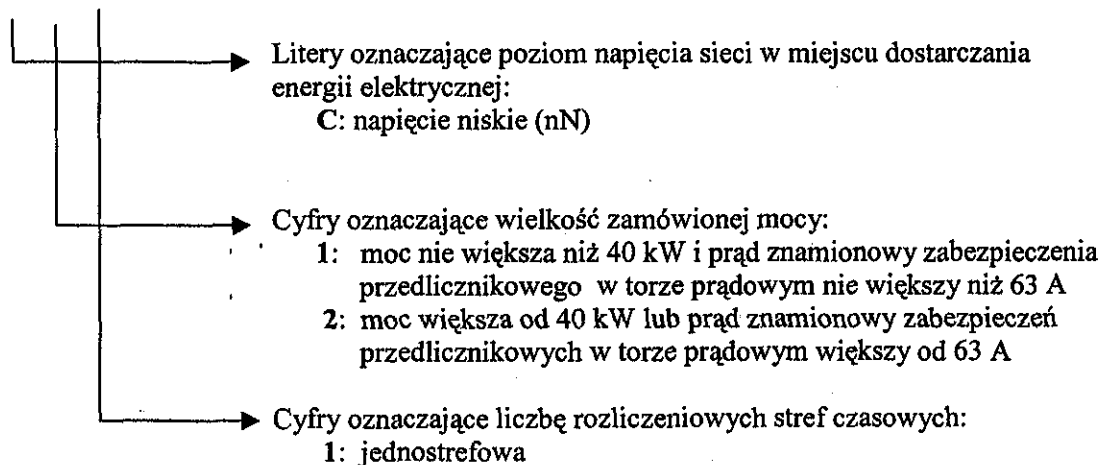 Litery oznaczające poziom napięcia sieci w miejscu dostarczania
energii elektrycznej:
C: napięcie niskie (nN)
Cyfry oznaczające wielkość zamówionej mocy:
1: moc nie większa niż 40 kW i prąd znamionowy zabezpieczenia
przedlicznikowego w torze prądowym nie większy niż 63 A
2: moc większa od 40 kW lub prąd znamionowy zabezpieczeń
przedlicznikowych w torze prądowym większy od 63 A
Cyfry oznaczające liczbę rozliczeniowych stref czasowych:
1: jednostrefowa